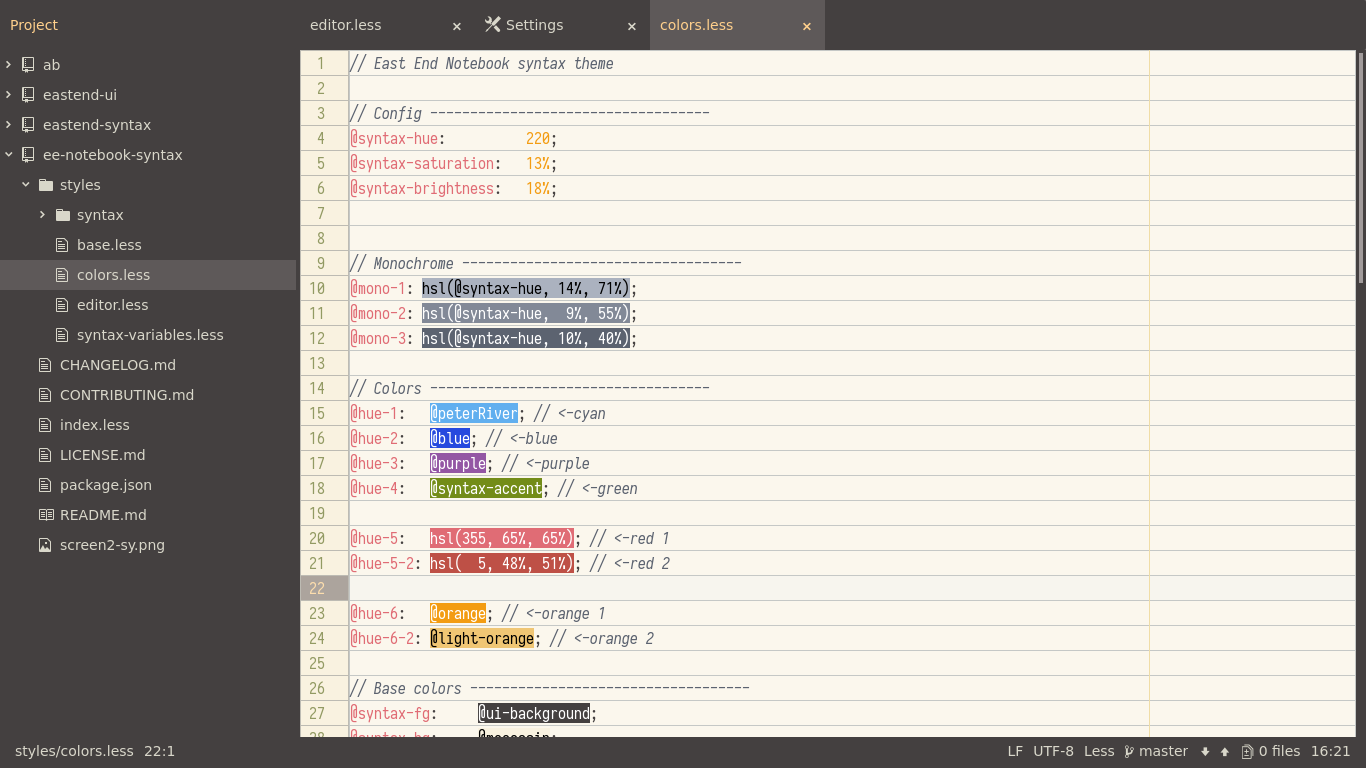 Project
editor.less ×
Settings ×
colors.less ×
ab
eastend-ui
eastend-syntax
ee-notebook-syntax
styles
syntax
base.less
colors.less
editor.less
syntax-variables.less
CHANGELOG.md
CONTRIBUTING.md
index.less
LICENSE.md
package.json
README.md
screen2-sy.png
1 // East End Notebook syntax theme
2
3 // Config -----------------------------------
4 @syntax-hue:          220;
5 @syntax-saturation:   13%;
6 @syntax-brightness:   18%;
7
8
9 // Monochrome -----------------------------------
10 @mono-1: hsl(@syntax-hue, 14%, 71%);
11 @mono-2: hsl(@syntax-hue,  9%, 55%);
12 @mono-3: hsl(@syntax-hue, 10%, 40%);
13
14 // Colors -----------------------------------
15 @hue-1:   @peterRiver; // <-cyan
16 @hue-2:   @blue; // <-blue
17 @hue-3:   @purple; // <-purple
18 @hue-4:   @syntax-accent; // <-green
19
20 @hue-5:   hsl(355, 65%, 65%); // <-red 1
21 @hue-5-2: hsl(  5, 48%, 51%); // <-red 2
22
23 @hue-6:   @orange; // <-orange 1
24 @hue-6-2: @light-orange; // <-orange 2
25
26 // Base colors -----------------------------------
27 @syntax-fg:     @ui-background;
styles/colors.less 22:1
LF UTF-8 Less master 0 files 16:21